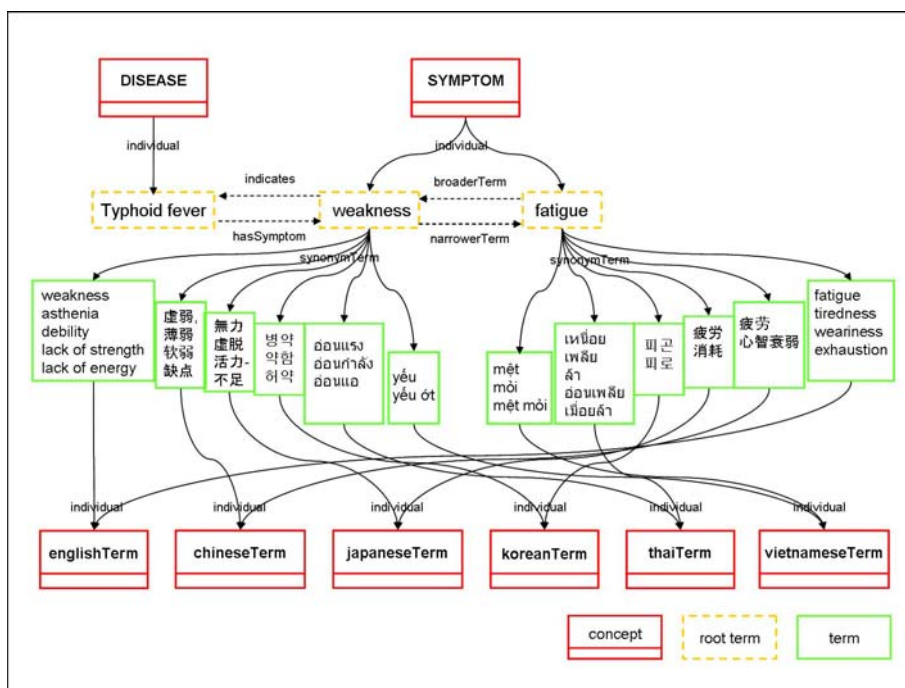 DISEASE
SYMPTOM
individual
individual
indicates
broaderTerm
Typhoid fever
weakness
fatigue
hasSymptom
narrowerTerm
synonymTerm
synonymTerm
weakness
asthenia
debility
lack of strength
lack of energy
虚弱,
薄弱
软弱
缺点
無力
虚脱
活力-
不足
병약
약함
허약
อ่อนแรง
อ่อนกำลัง
อ่อนแอ
yếu
yếu ớt
mệt
mỏi
mệt mỏi
เหนื่อย
เพลีย
ล้า
อ่อนเพลีย
เมื่อยล้า
피곤
피로
疲労
消耗
疲劳
心智衰弱
fatigue
tiredness
weariness
exhaustion
individual
individual
individual
individual
individual
individual
englishTerm
chineseTerm
japaneseTerm
koreanTerm
thaiTerm
vietnameseTerm
concept
root term
term